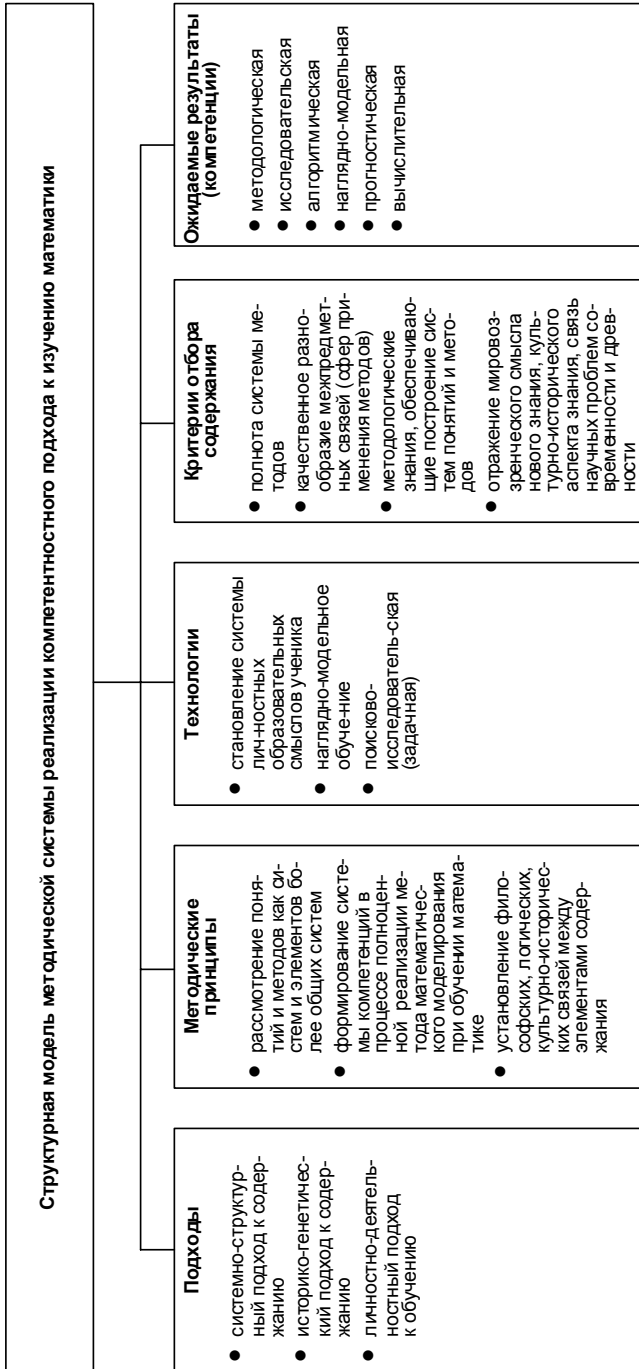 Структурная модель методической системы реализации компетентностного подхода к изучению математики
Подходы
● системно-структур-
ный подход к содер-
жанию
● историко-генетичес-
кий подход к содер-
жанию
● личностно-деятель-
ностный подход
к обучению
Методические
принципы
● рассмотрение поня-
тий и методов как си-
стем и элементов бо-
лее общих систем
● формирование систе-
мы компетенций в
процессе полноцен-
ной реализации ме-
тода математичес-
кого моделирования
при обучении матема-
тике
● установление фило-
софских, логических,
культурно-историчес-
ких связей между
элементами содер-
жания
Технологии
● становление системы
лич-ностных
образовательных
смыслов ученика
● наглядно-модельное
обуче-ние
● поисково-
исследователь-ская
(задачная)
Критерии отбора
содержания
● полнота системы ме-
тодов
● качественное разно-
образие межпредмет-
ных связей (сфер при-
менения методов)
● методологические
знания, обеспечиваю-
щие построение сис-
тем понятий и мето-
дов
● отражение мировоз-
зренческого смысла
нового знания, куль-
турно-исторического
аспекта знания, связь
научных проблем со-
временности и древ-
ности
Ожидаемые результаты
(компетенции)
● методологическая
● исследовательская
● алгоритмическая
● наглядно-модельная
● прогностическая
● вычислительная